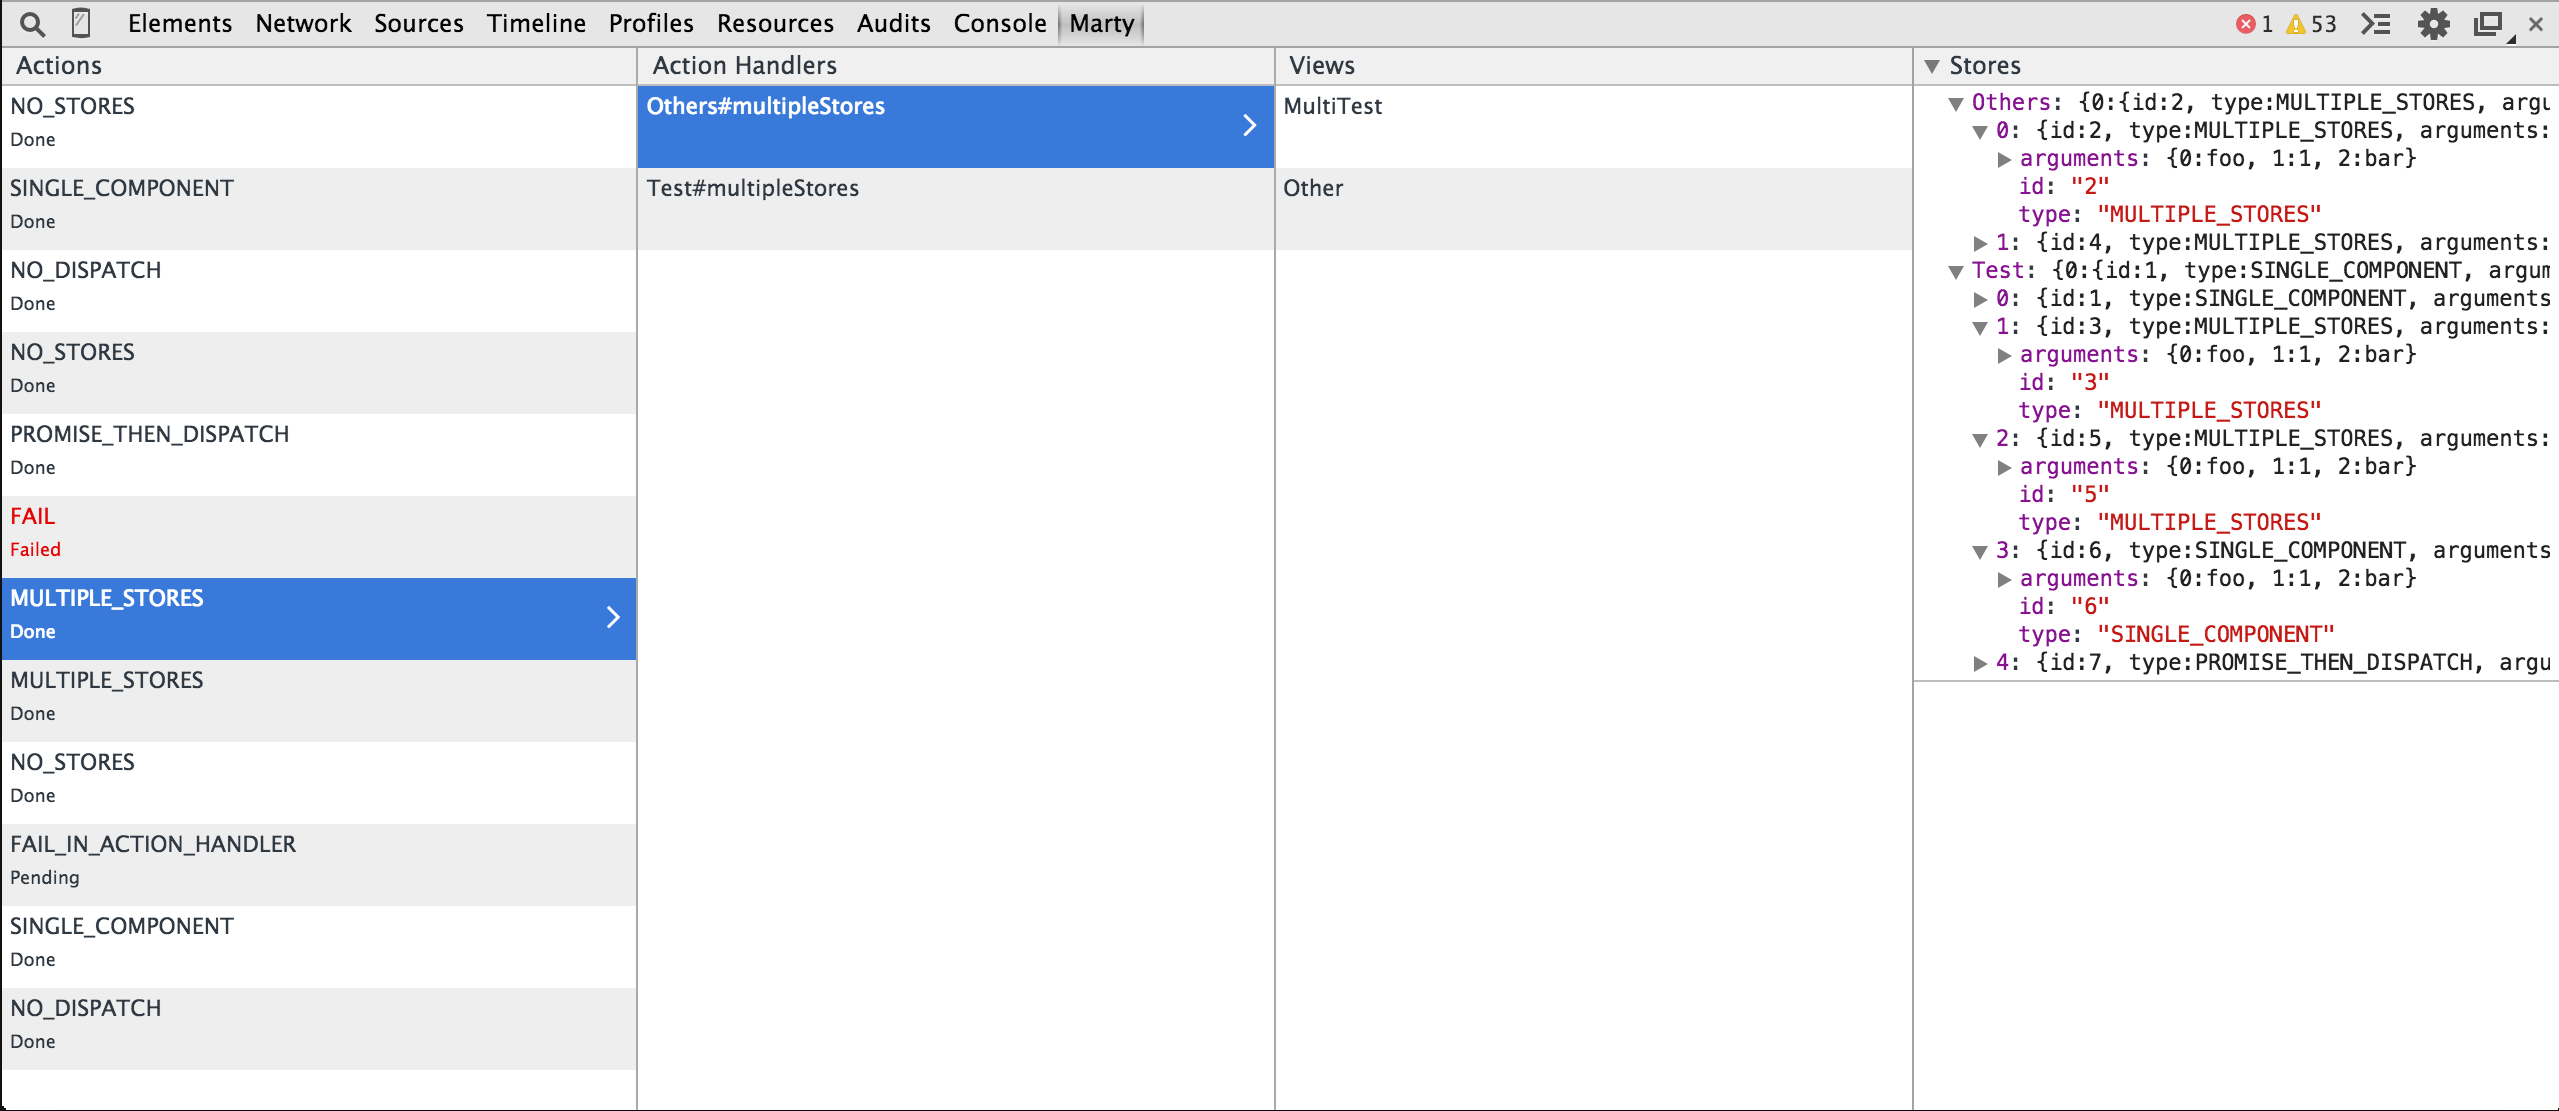 Elements Network Sources Timeline Profiles Resources Audits Console Marty 1 53
Actions
NO_STORES
Done
SINGLE_COMPONENT
Done
NO_DISPATCH
Done
NO_STORES
Done
PROMISE_THEN_DISPATCH
Done
FAIL
Failed
MULTIPLE_STORES
Done
MULTIPLE_STORES
Done
NO_STORES
Done
FAIL_IN_ACTION_HANDLER
Pending
SINGLE_COMPONENT
Done
NO_DISPATCH
Done
Action Handlers
Others#multipleStores
Test#multipleStores
Views
MultiTest
Other
Stores
Others: {0:{id:2, type:MULTIPLE_STORES, argu
0: {id:2, type:MULTIPLE_STORES, arguments:
arguments: {0:foo, 1:1, 2:bar}
id: "2"
type: "MULTIPLE_STORES"
1: {id:4, type:MULTIPLE_STORES, arguments:
Test: {0:{id:1, type:SINGLE_COMPONENT, argum
0: {id:1, type:SINGLE_COMPONENT, arguments
1: {id:3, type:MULTIPLE_STORES, arguments:
arguments: {0:foo, 1:1, 2:bar}
id: "3"
type: "MULTIPLE_STORES"
2: {id:5, type:MULTIPLE_STORES, arguments:
arguments: {0:foo, 1:1, 2:bar}
id: "5"
type: "MULTIPLE_STORES"
3: {id:6, type:SINGLE_COMPONENT, arguments
arguments: {0:foo, 1:1, 2:bar}
id: "6"
type: "SINGLE_COMPONENT"
4: {id:7, type:PROMISE_THEN_DISPATCH, argu